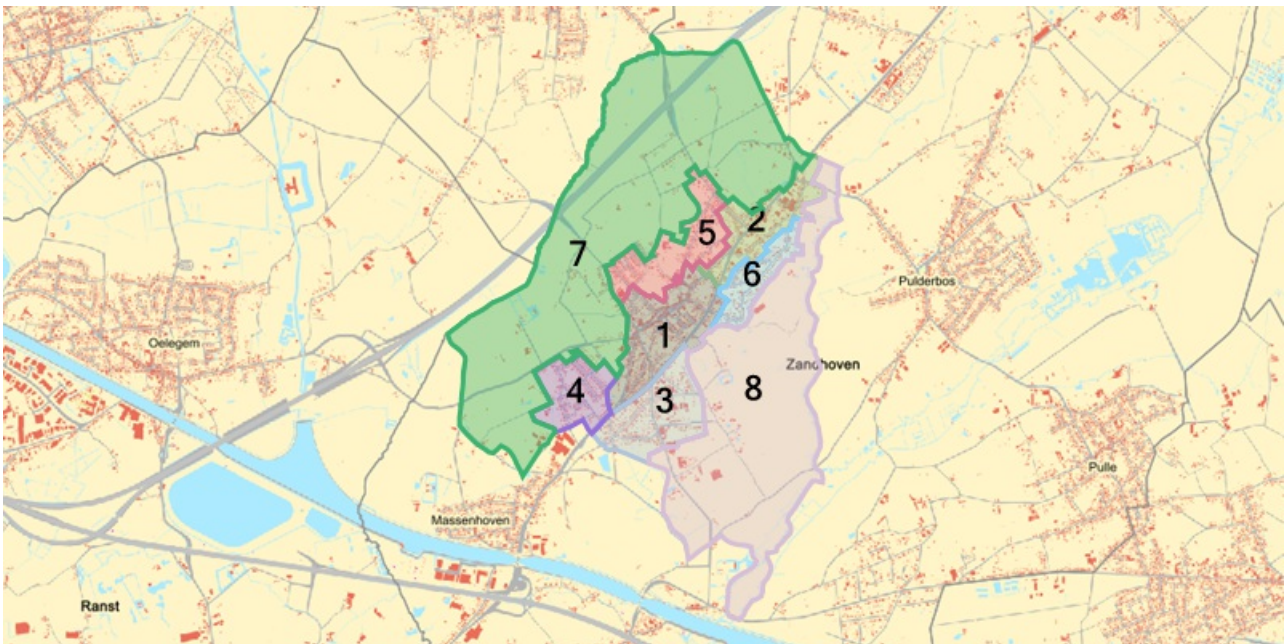 2
5
7
6
Pulderbos
1
Oelegem
Zandhoven
4
8
3
Pulle
Massenhoven
Ranst